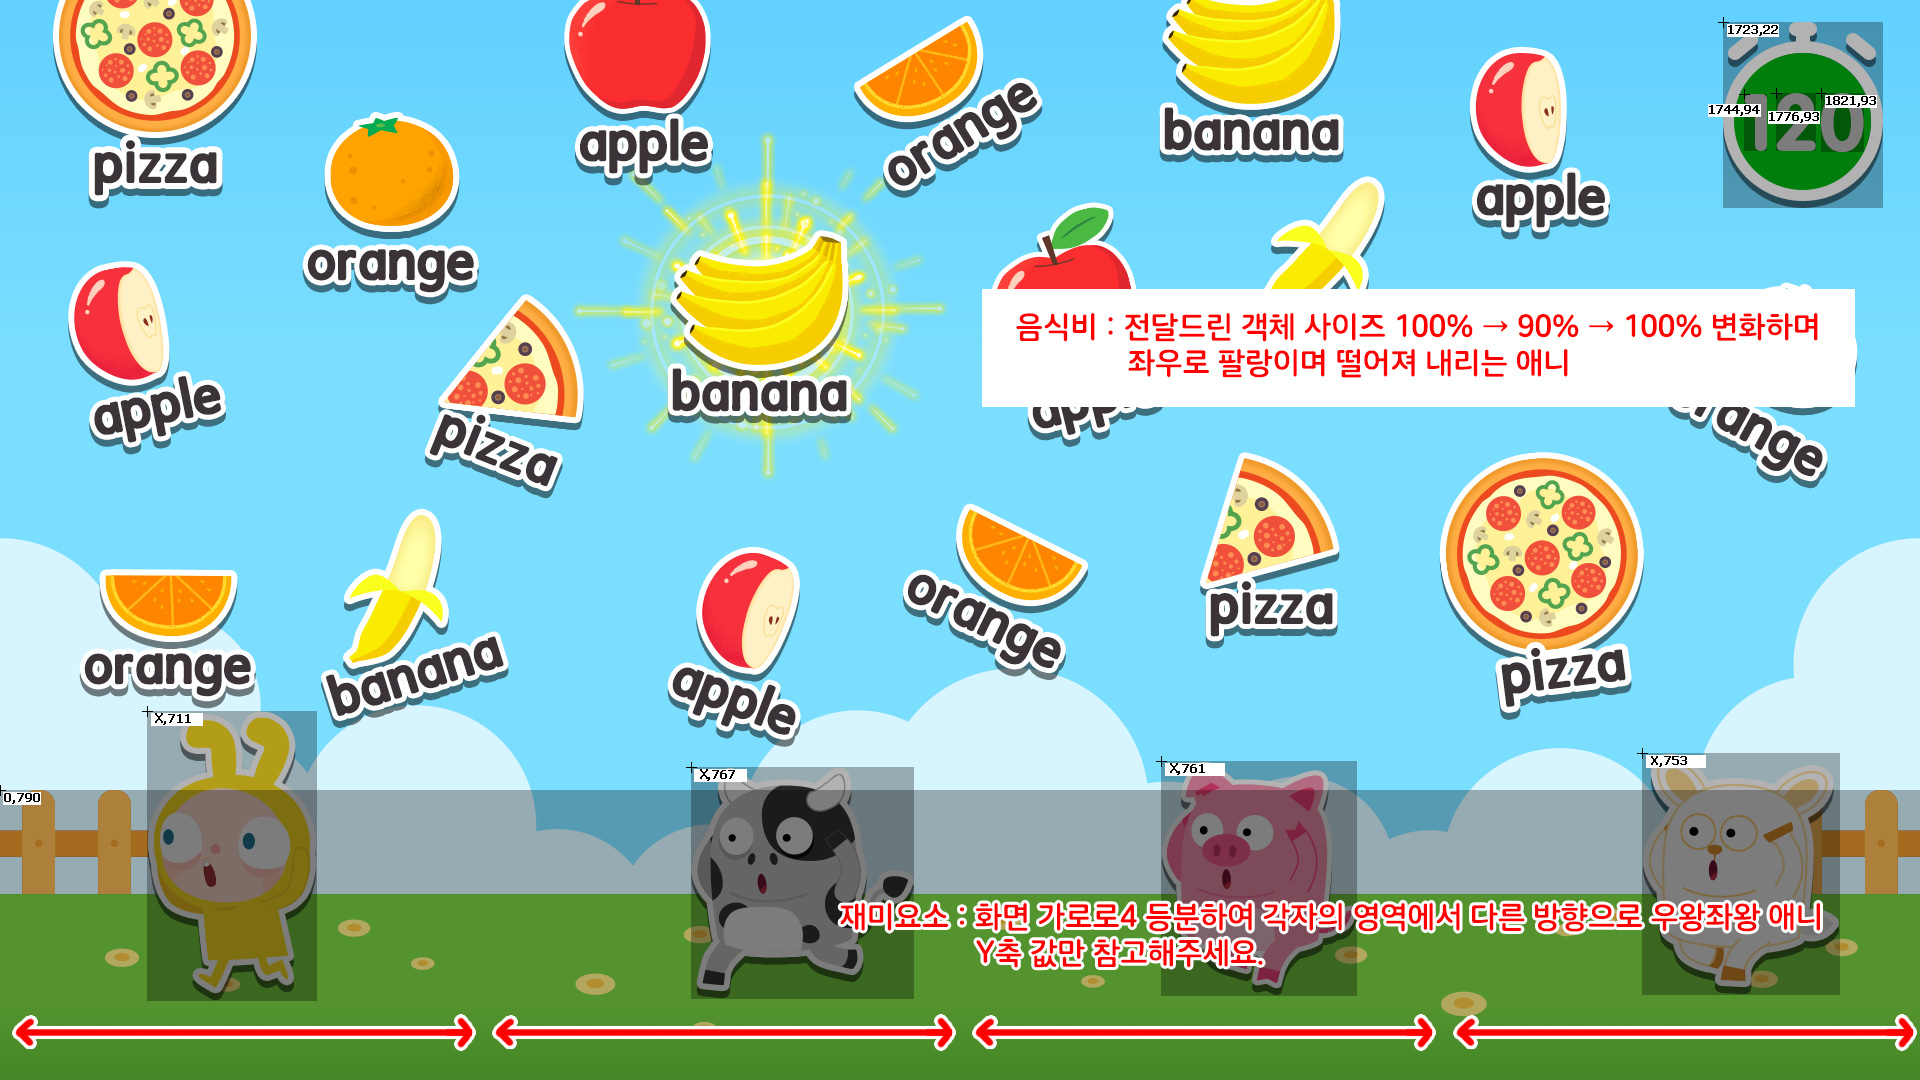 1723,22
120
1744,94
1776,93
1821,93
pizza
orange
apple
orange
banana
apple
apple
pizza
banana
음식비 : 전달드린 객체 사이즈 100% → 90% → 100% 변화하며
좌우로 팔랑이며 떨어져 내리는 애니
orange
banana
apple
orange
pizza
pizza
X,711
X,767
X,761
X,753
0,790
재미요소 : 화면 가로로4 등분하여 각자의 영역에서 다른 방향으로 우왕좌왕 애니
Y축 값만 참고해주세요.